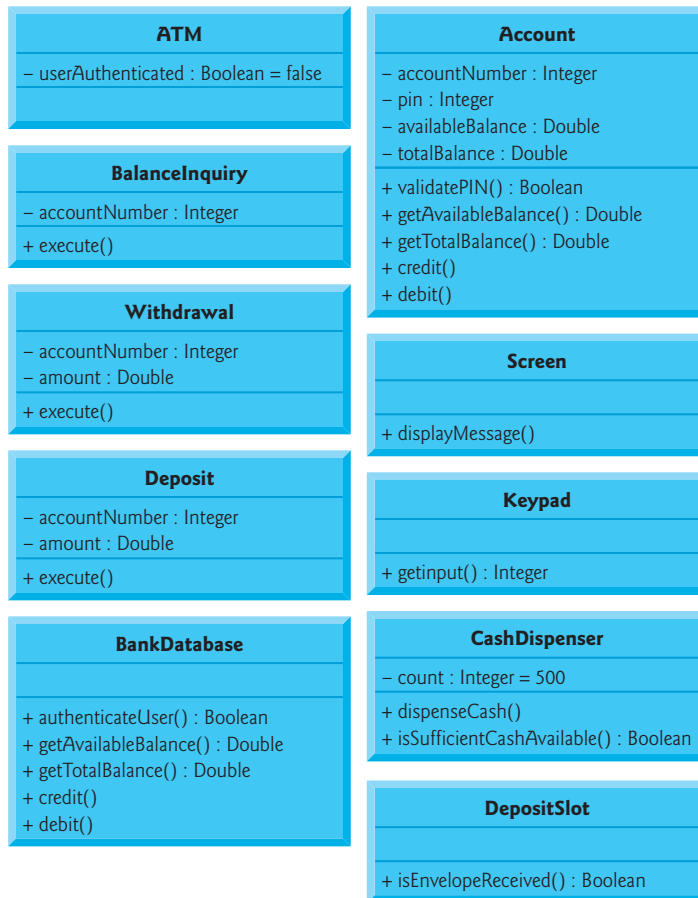 ATM
– userAuthenticated : Boolean = false
BalanceInquiry
– accountNumber : Integer
+ execute()
Withdrawal
– accountNumber : Integer
– amount : Double
+ execute()
Deposit
– accountNumber : Integer
– amount : Double
+ execute()
BankDatabase
+ authenticateUser() : Boolean
+ getAvailableBalance() : Double
+ getTotalBalance() : Double
+ credit()
+ debit()
Account
– accountNumber : Integer
– pin : Integer
– availableBalance : Double
– totalBalance : Double
+ validatePIN() : Boolean
+ getAvailableBalance() : Double
+ getTotalBalance() : Double
+ credit()
+ debit()
Screen
+ displayMessage()
Keypad
+ getinput() : Integer
CashDispenser
– count : Integer = 500
+ dispenseCash()
+ isSufficientCashAvailable() : Boolean
DepositSlot
+ isEnvelopeReceived() : Boolean